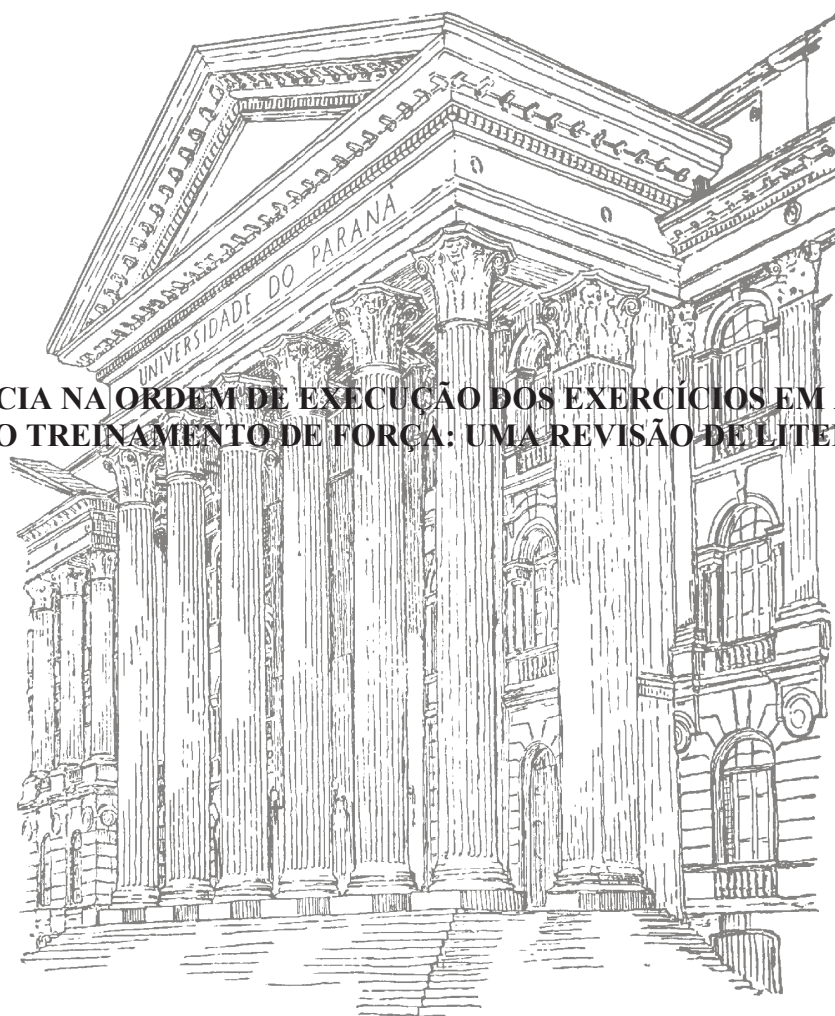 UNIVERSIDADE DO PARANÁ
CIA NA ORDEM DE EXECUÇÃO DOS EXERCÍCIOS EM
O TREINAMENTO DE FORÇA: UMA REVISÃO DE LITE